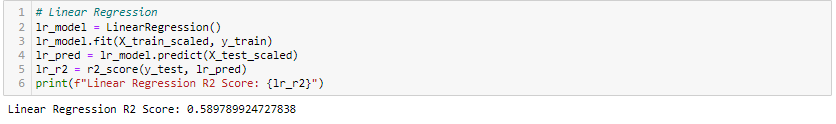 1 # Linear Regression
2 lr_model = LinearRegression()
3 lr_model.fit(X_train_scaled, y_train)
4 lr_pred = lr_model.predict(X_test_scaled)
5 lr_r2 = r2_score(y_test, lr_pred)
6 print(f"Linear Regression R2 Score: {lr_r2}")
Linear Regression R2 Score: 0.589789924727838